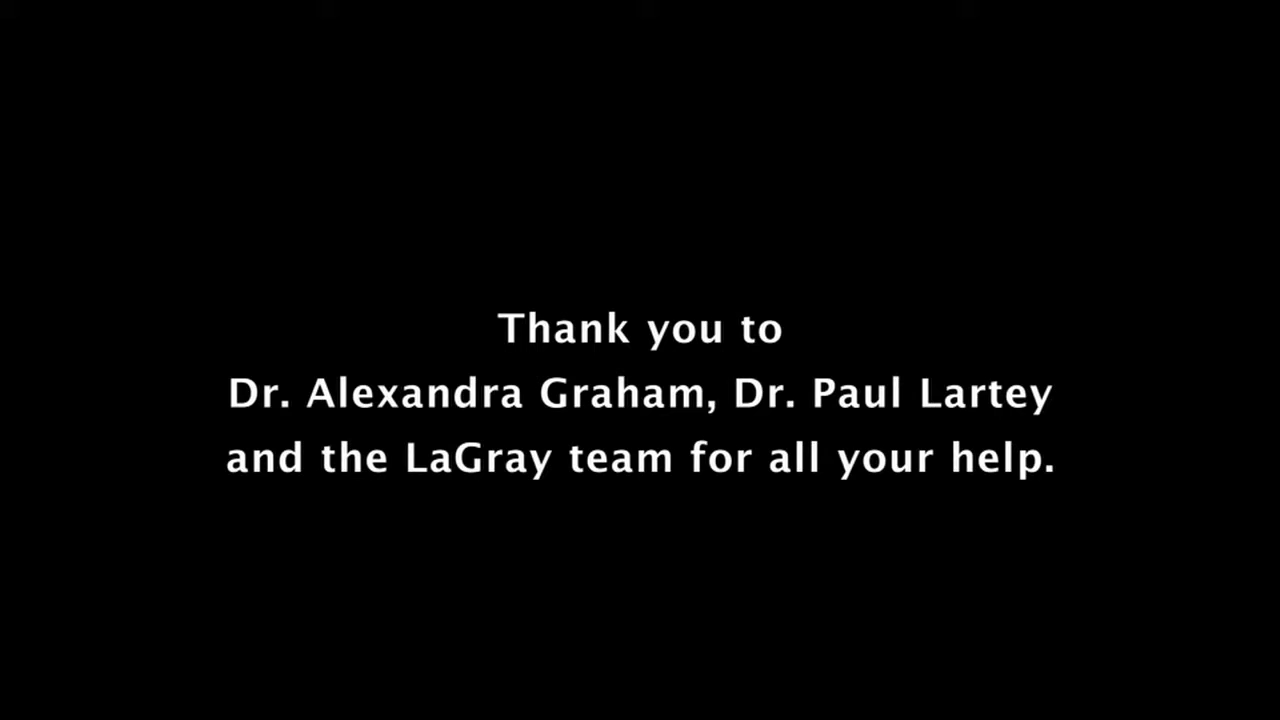 Thank you to
Dr. Alexandra Graham, Dr. Paul Lartey
and the LaGray team for all your help.